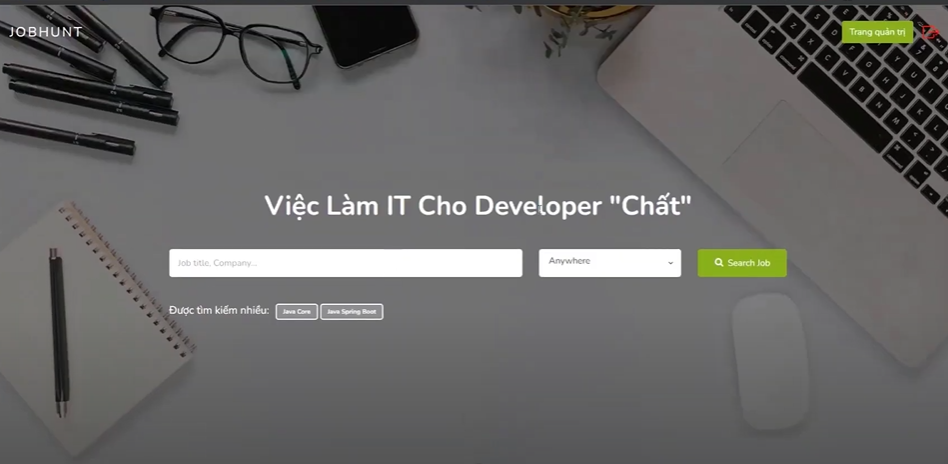 JOBHUNT
Trang quản trị
Việc Làm IT Cho Developer "Chất"
Job title, Company...
Anywhere
Search Job
Được tìm kiếm nhiều: Java Core Java Spring Boot